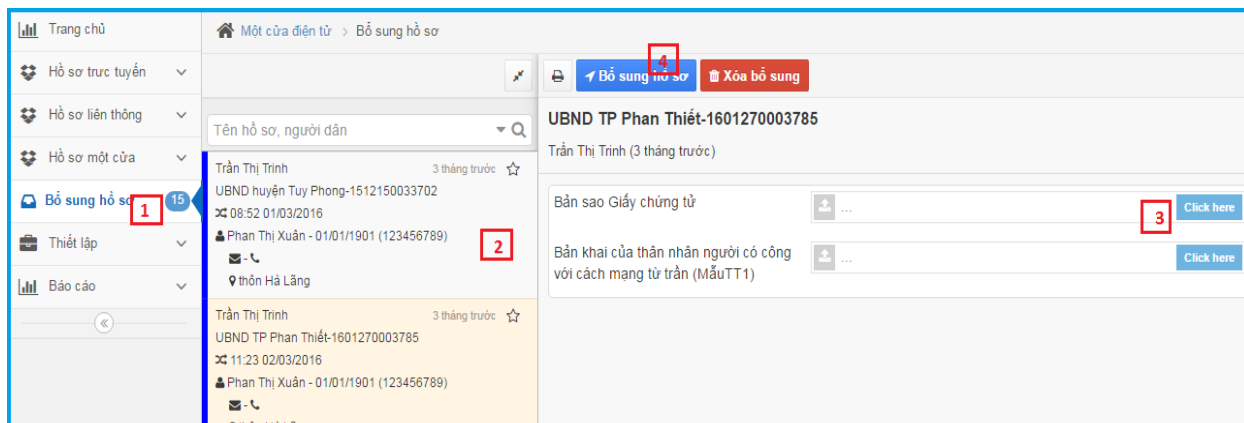 Trang chủ
Hồ sơ trực tuyến
Hồ sơ liên thông
Hồ sơ một cửa
Bổ sung hồ sơ 15
1
Thiết lập
Báo cáo
Một cửa điện tử > Bổ sung hồ sơ
Tên hồ sơ, người dân
Trần Thị Trinh 3 tháng trước
UBND huyện Tuy Phong-1512150033702
08:52 01/03/2016
Phan Thị Xuân - 01/01/1901 (123456789)
-
thôn Hà Lãng
2
Trần Thị Trinh 3 tháng trước
UBND TP Phan Thiết-1601270003785
11:23 02/03/2016
Phan Thị Xuân - 01/01/1901 (123456789)
-
4
Bổ sung hồ sơ Xóa bổ sung
UBND TP Phan Thiết-1601270003785
Trần Thị Trinh (3 tháng trước)
Bản sao Giấy chứng tử ... 3 Click here
Bản khai của thân nhân người có công ... Click here
với cách mạng từ trần (MẫuTT1)